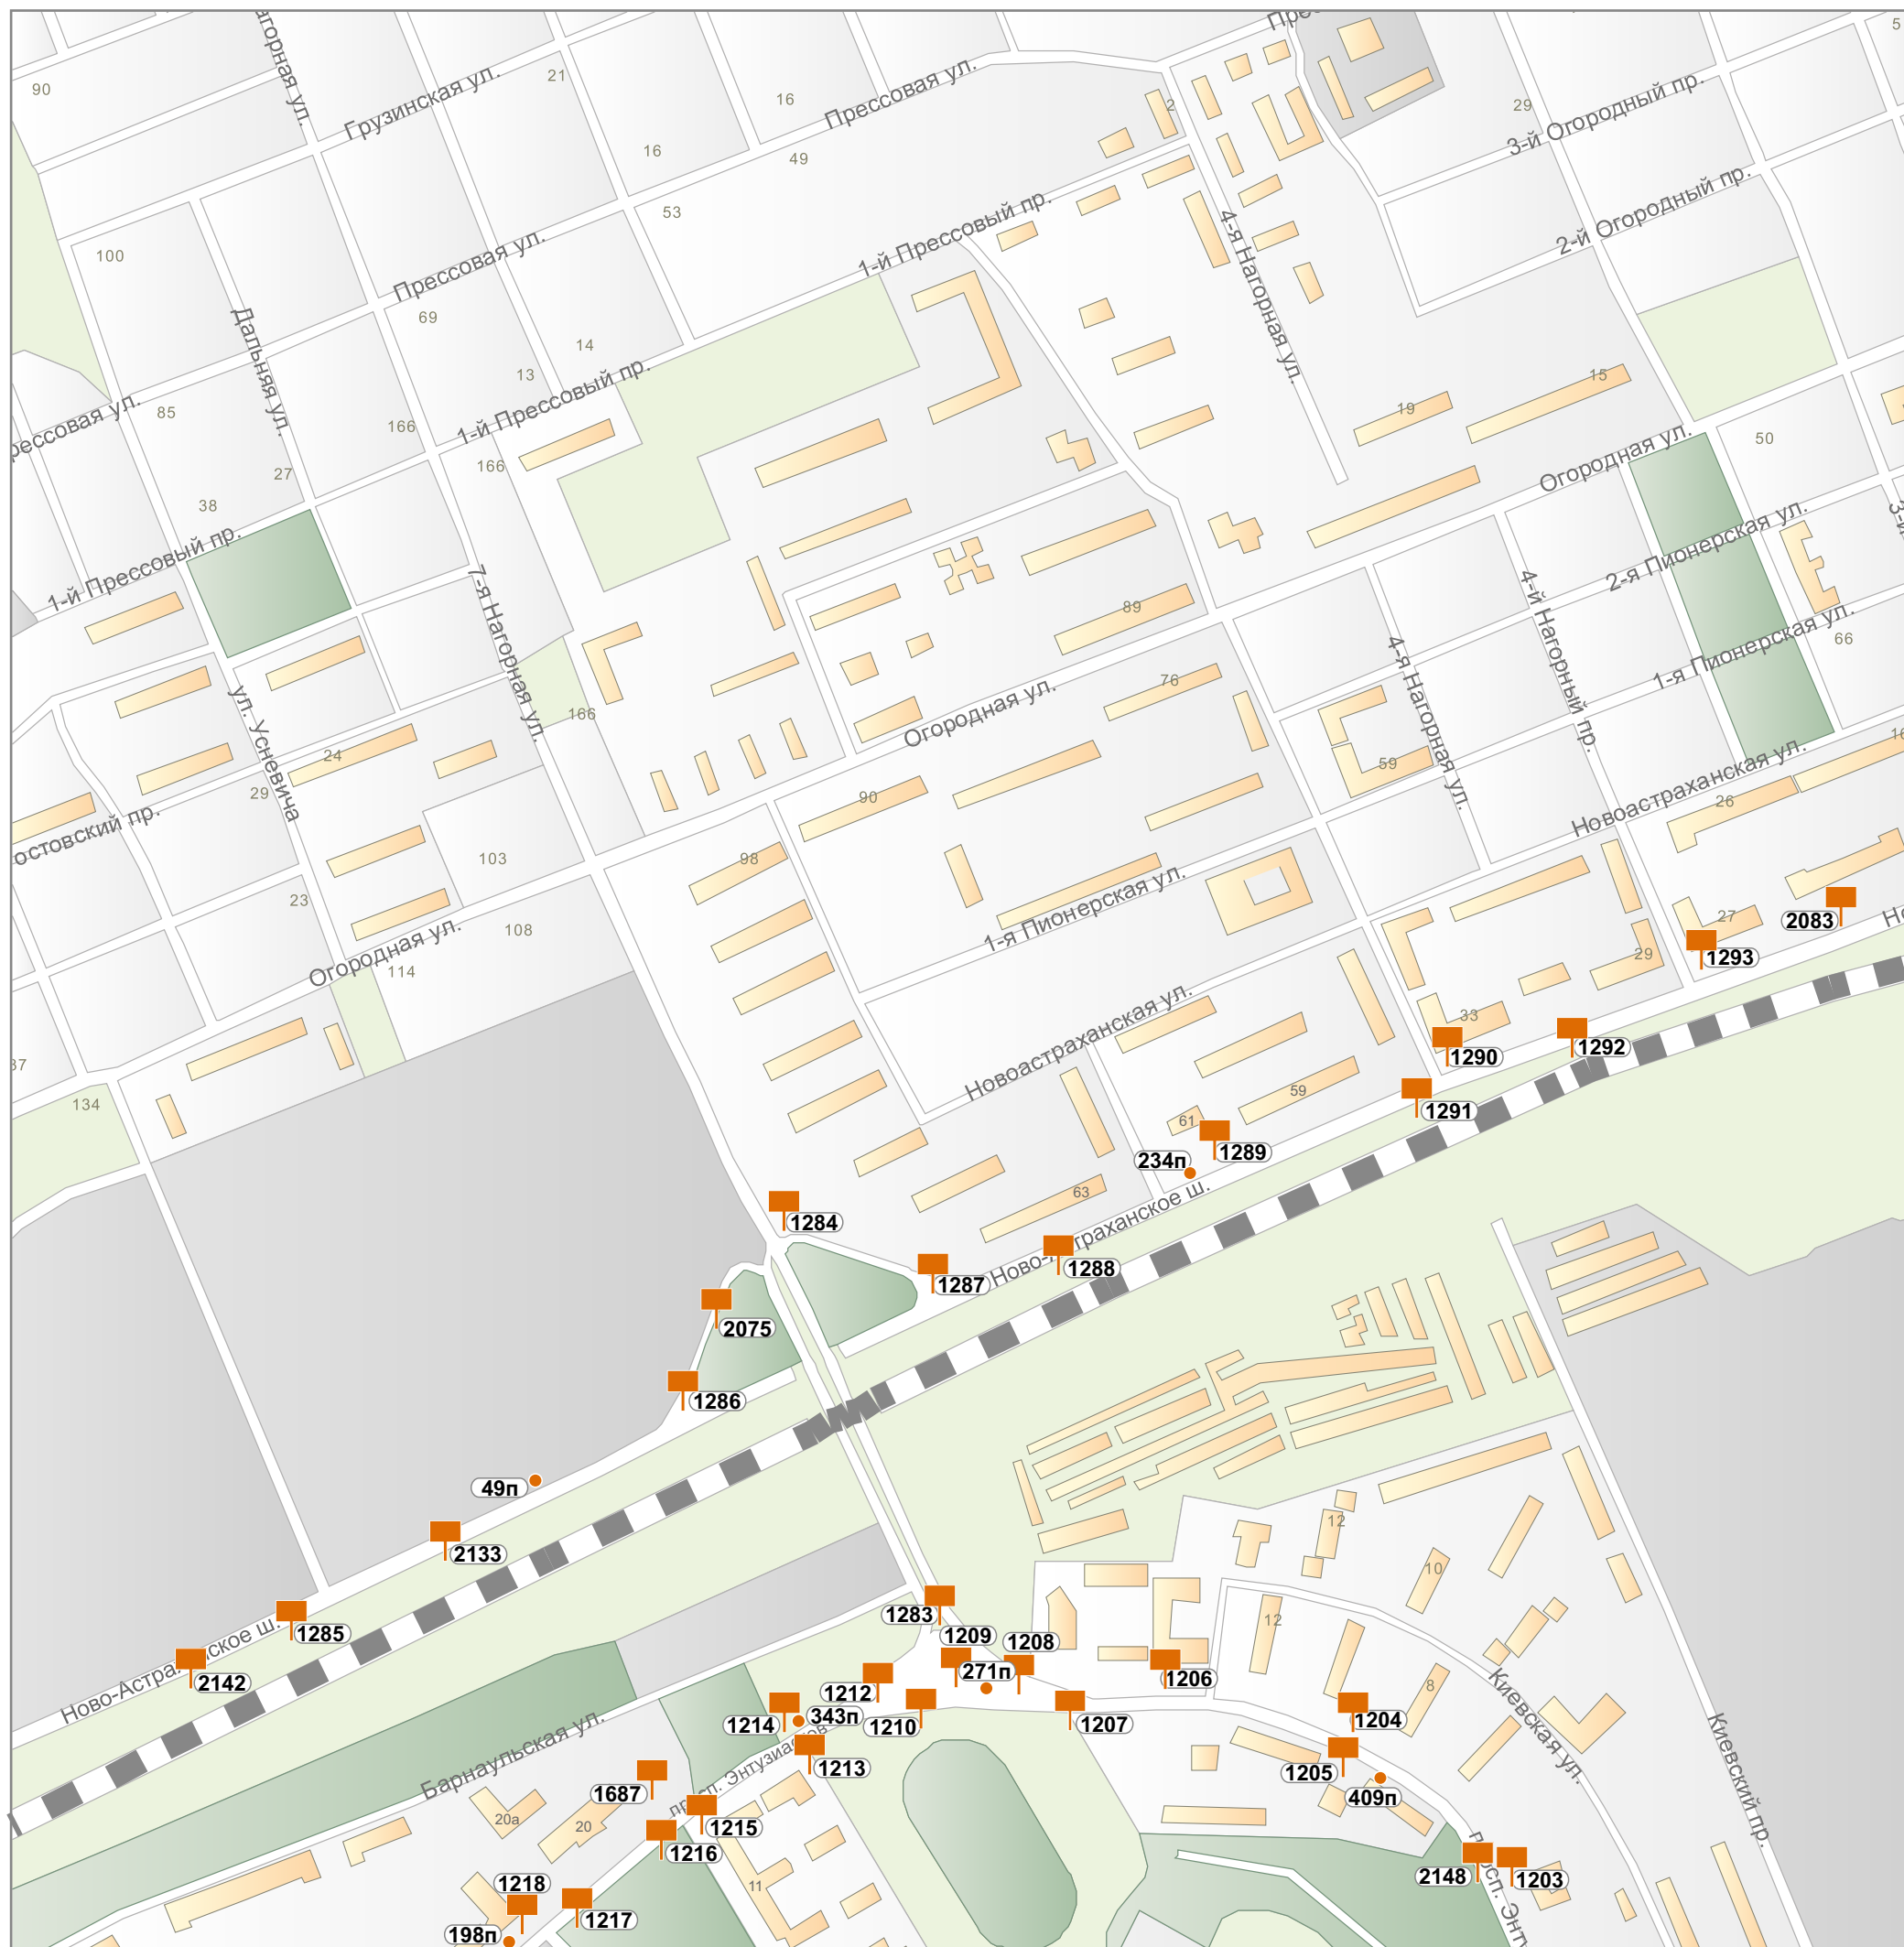 90
21
Грузинская ул.
16
Прессовая ул.
2
29
5
3-й Огородный пр.
16
49
53
100
1-й Прессовый пр.
4-я Нагорная ул.
2-й Огородный пр.
Прессовая ул.
69
Дальняя ул.
14
13
1-й Прессовый пр.
85
166
166
27
38
15
19
Огородная ул.
50
1-й Прессовый пр.
2-я Пионерская ул.
7-я Нагорная ул.
89
4-й Нагорный пр.
1-я Пионерская ул.
66
76
4-я Нагорная ул.
Огородная ул.
166
ул. Усневича
24
29
59
Новоастраханская ул.
26
90
98
103
23
108
Огородная ул.
114
1-я Пионерская ул.
27
2083
1293
29
33
1290
1292
Новоастраханская ул.
59
61
1291
1289
234п
134
63
1284
1288
1287
2075
1286
49п
2133
1285
2142
12
10
12
8
1283
1209
1208
271п
1206
1212
1210
1207
1214
343п
1213
1204
1205
409п
Киевская ул.
Киевский пр.
Барнаульская ул.
1687
1215
1216
20а
20
11
1218
1217
198п
2148
1203